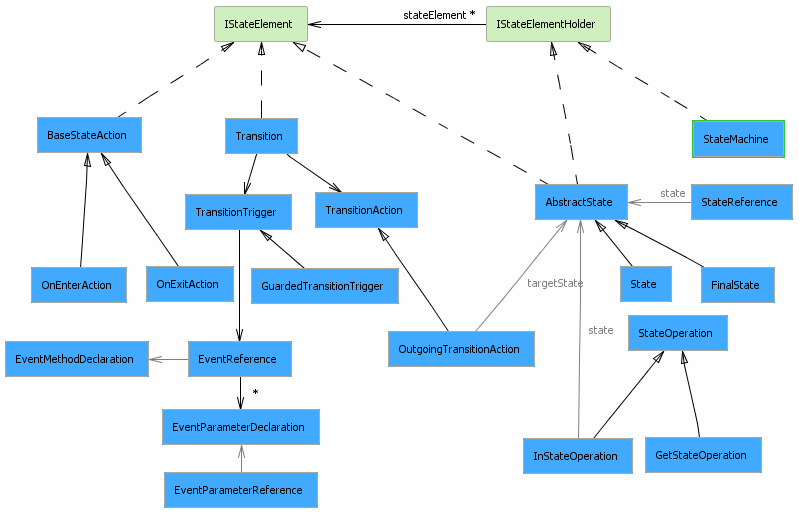 IStateElement
stateElement *
IStateElementHolder
BaseStateAction
Transition
StateMachine
TransitionTrigger
TransitionAction
AbstractState
state
StateReference
OnEnterAction
OnExitAction
GuardedTransitionTrigger
targetState
State
FinalState
EventMethodDeclaration
EventReference
OutgoingTransitionAction
state
StateOperation
*
EventParameterDeclaration
InStateOperation
GetStateOperation
EventParameterReference